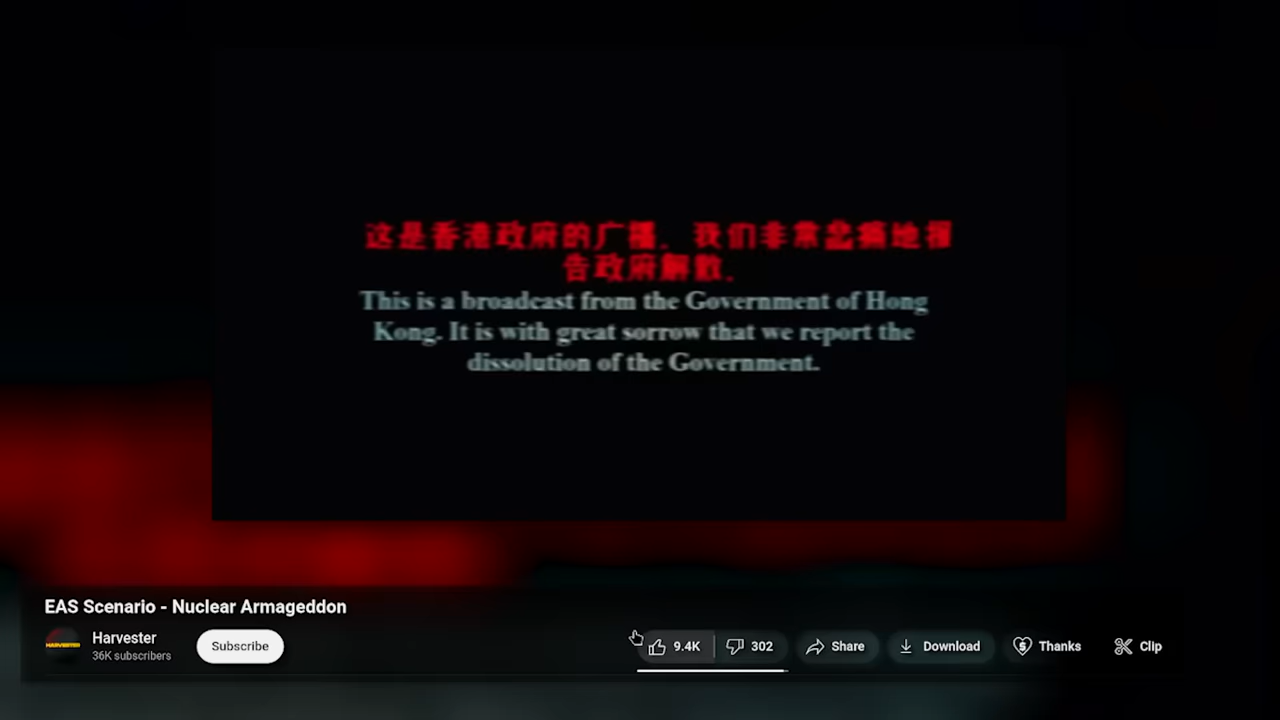 这是香港政府的广播。我们非常悲痛地报
告政府解散。
This is a broadcast from the Government of Hong
Kong. It is with great sorrow that we report the
dissolution of the Government.
EAS Scenario - Nuclear Armageddon
HARVESTER
Harvester
36K subscribers
Subscribe
9.4K
302
Share
Download
Thanks
Clip